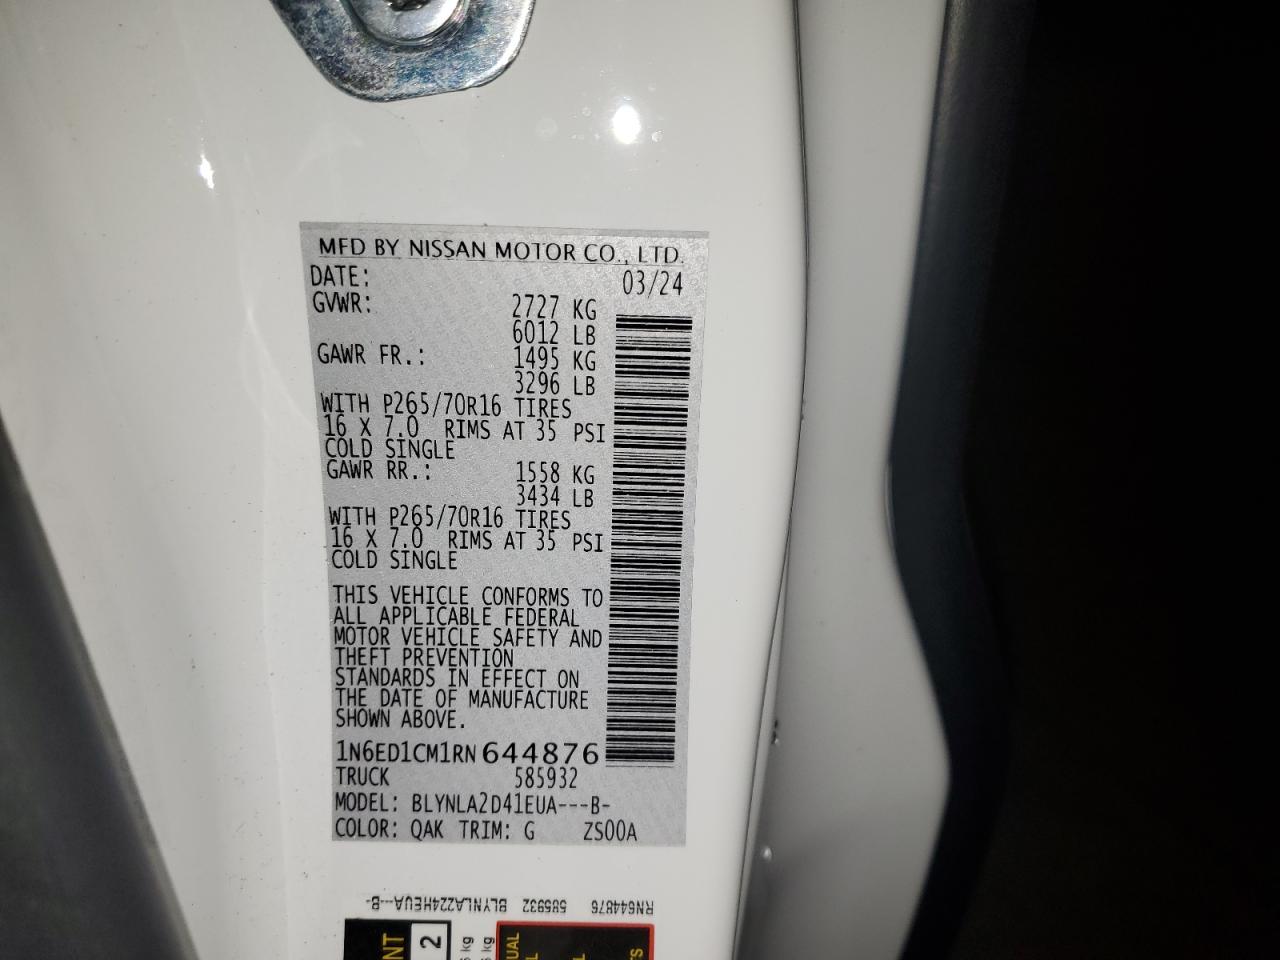 MFD BY NISSAN MOTOR CO., LTD.
DATE: 03/24
GVWR: 2727 KG
6012 LB
GAWR FR.: 1495 KG
3296 LB
WITH P265/70R16 TIRES
16 X 7.0 RIMS AT 35 PSI
COLD SINGLE
GAWR RR.: 1558 KG
3434 LB
WITH P265/70R16 TIRES
16 X 7.0 RIMS AT 35 PSI
COLD SINGLE
THIS VEHICLE CONFORMS TO
ALL APPLICABLE FEDERAL
MOTOR VEHICLE SAFETY AND
THEFT PREVENTION
STANDARDS IN EFFECT ON
THE DATE OF MANUFACTURE
SHOWN ABOVE.
1N6ED1CM1RN644876
TRUCK 585932
MODEL: BLYNLA2D41EUA---B-
COLOR: QAK TRIM: G ZS00A
RN644876 585932 BLYNLAZ24HEUA---B-
2
kg
kg